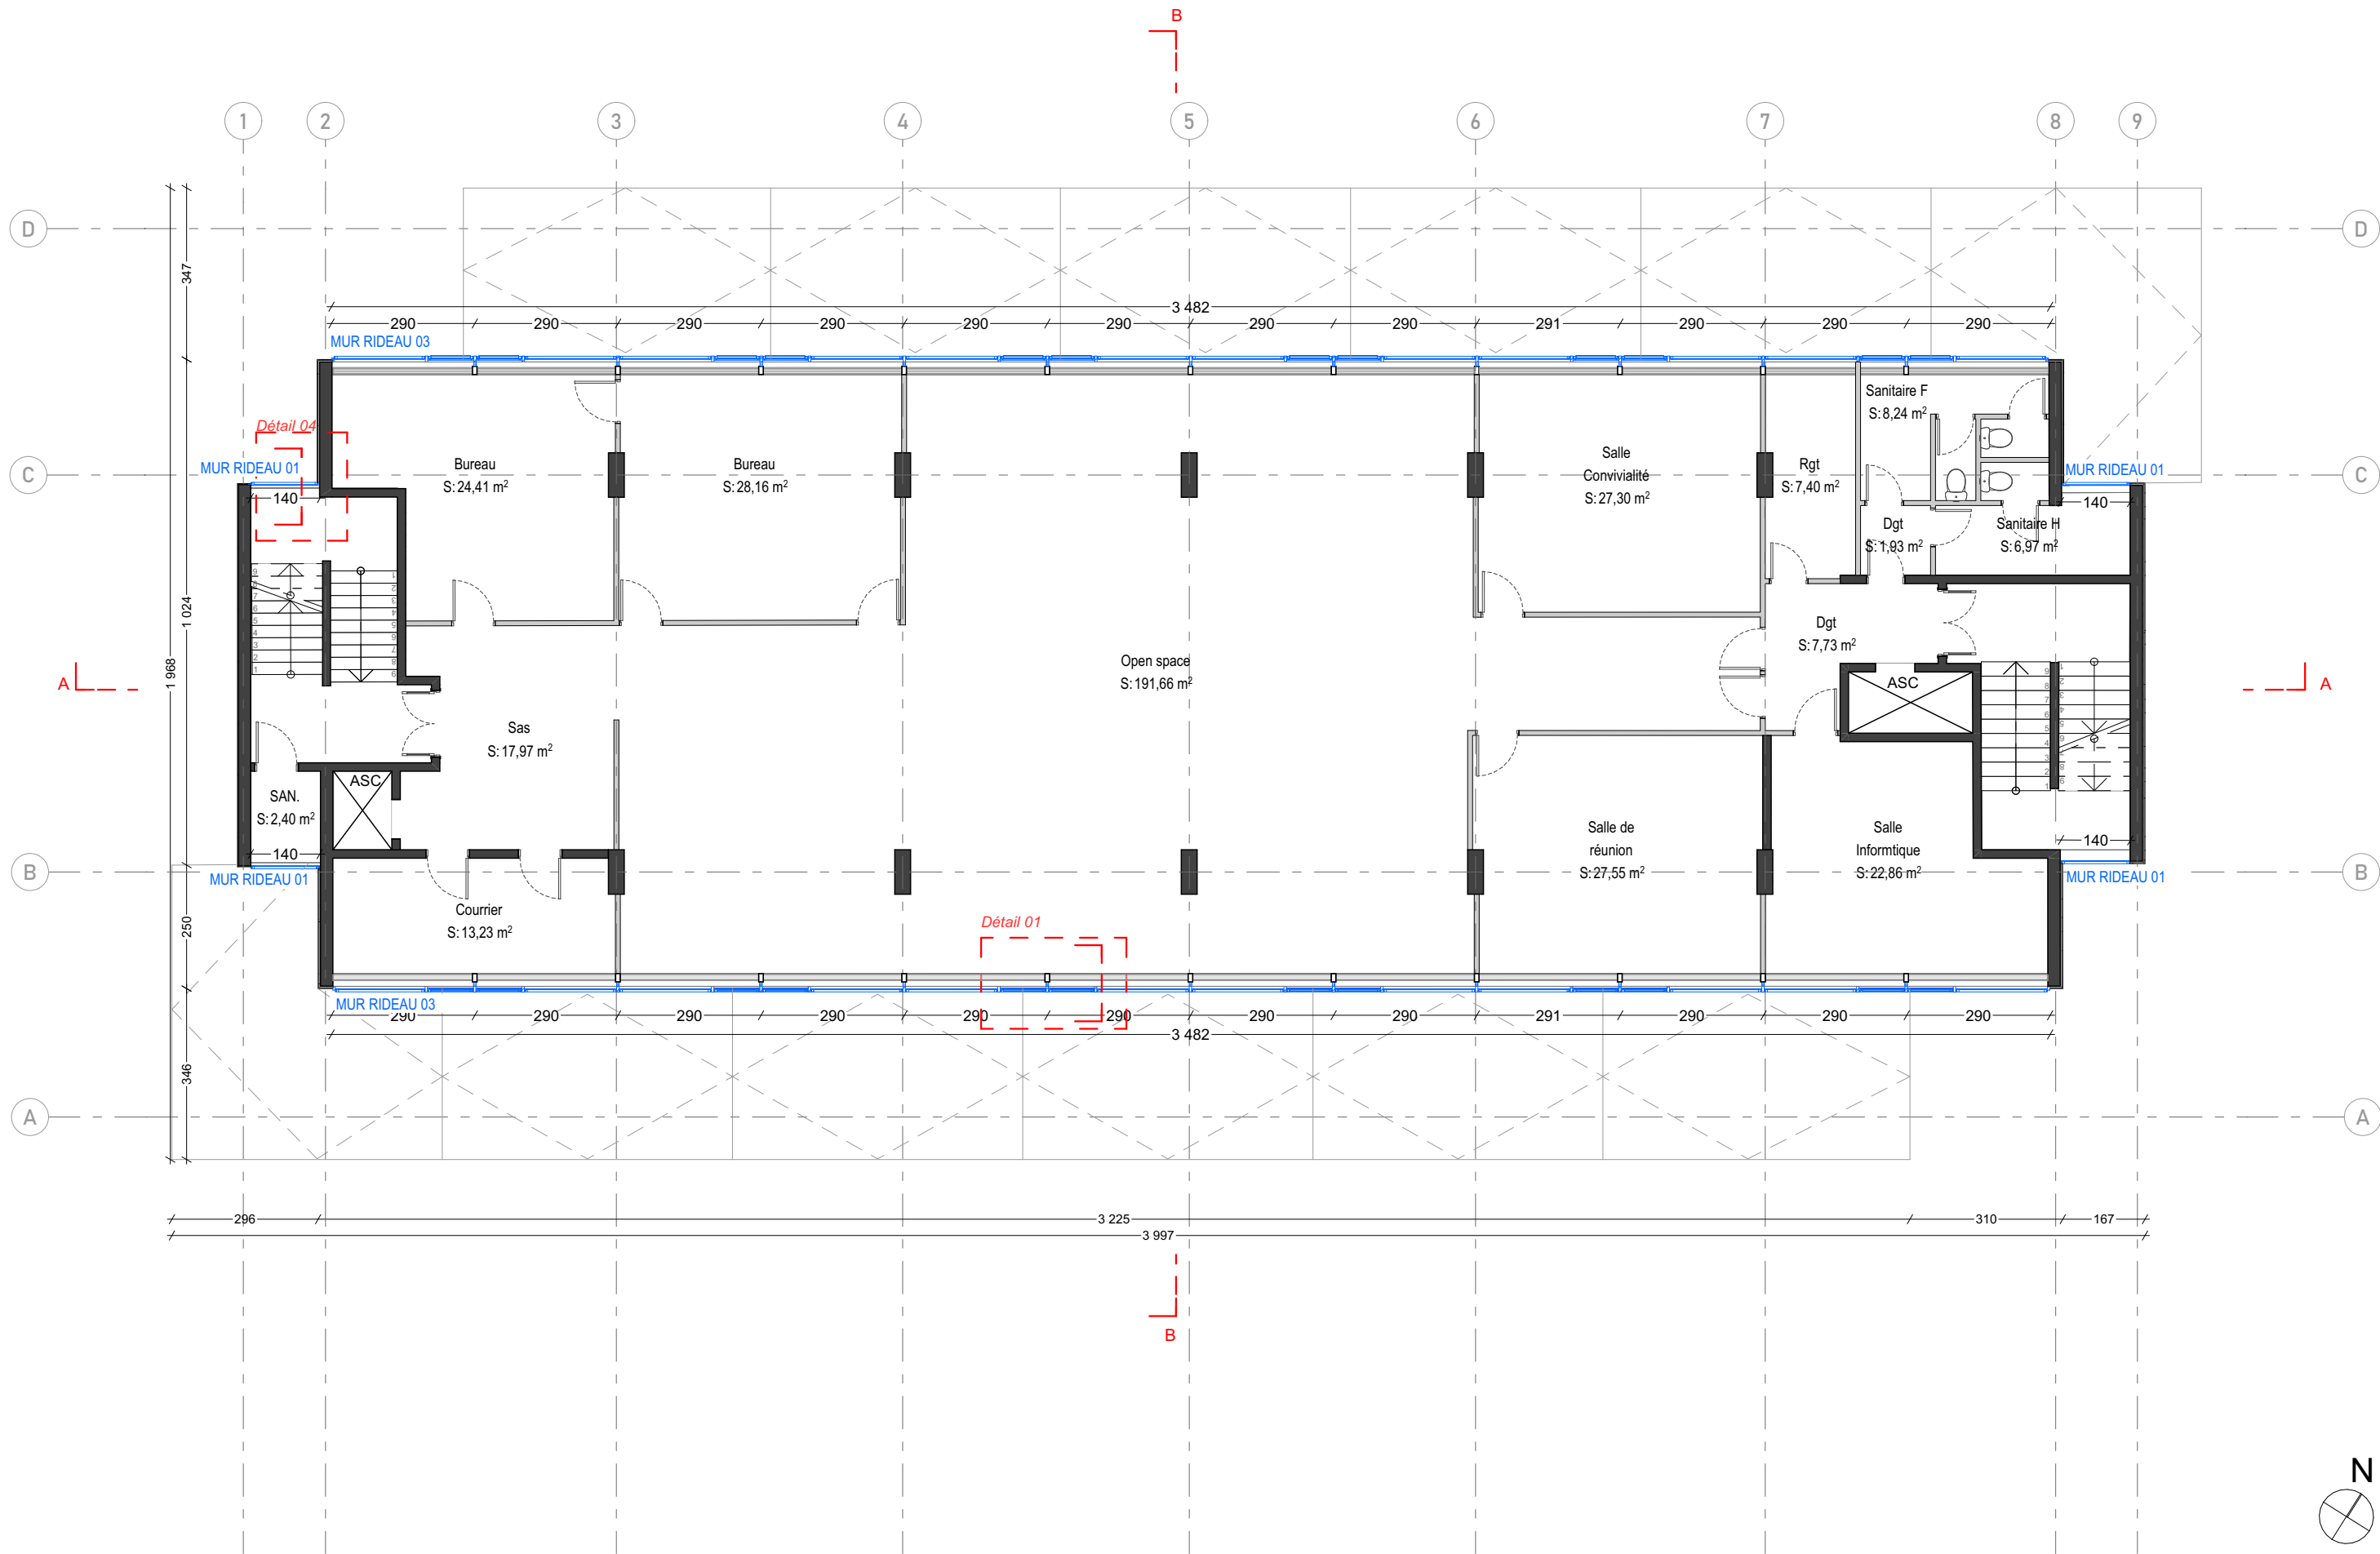 B
1
2
3
4
5
6
7
8
9
D
D
347
3 482
290
290
290
290
290
290
290
290
291
290
290
290
MUR RIDEAU 03
Sanitaire F
S: 8,24 m²
Détail 04
Salle
Convivialité
S: 27,30 m²
Bureau
S: 24,41 m²
Bureau
S: 28,16 m²
Rgt
S: 7,40 m²
C
MUR RIDEAU 01
MUR RIDEAU 01
C
140
140
Dgt
S: 1,93 m²
Sanitaire H
S: 6,97 m²
1 024
1 968
Dgt
S: 7,73 m²
Open space
S: 191,66 m²
A
ASC
A
Sas
S: 17,97 m²
ASC
SAN.
S: 2,40 m²
Salle de
réunion
S: 27,55 m²
Salle
Informtique
S: 22,86 m²
140
140
B
MUR RIDEAU 01
MUR RIDEAU 01
B
Courrier
S: 13,23 m²
Détail 01
250
MUR RIDEAU 03
290
290
290
290
290
290
290
290
291
290
290
290
3 482
346
A
A
296
3 225
310
167
3 997
B
N